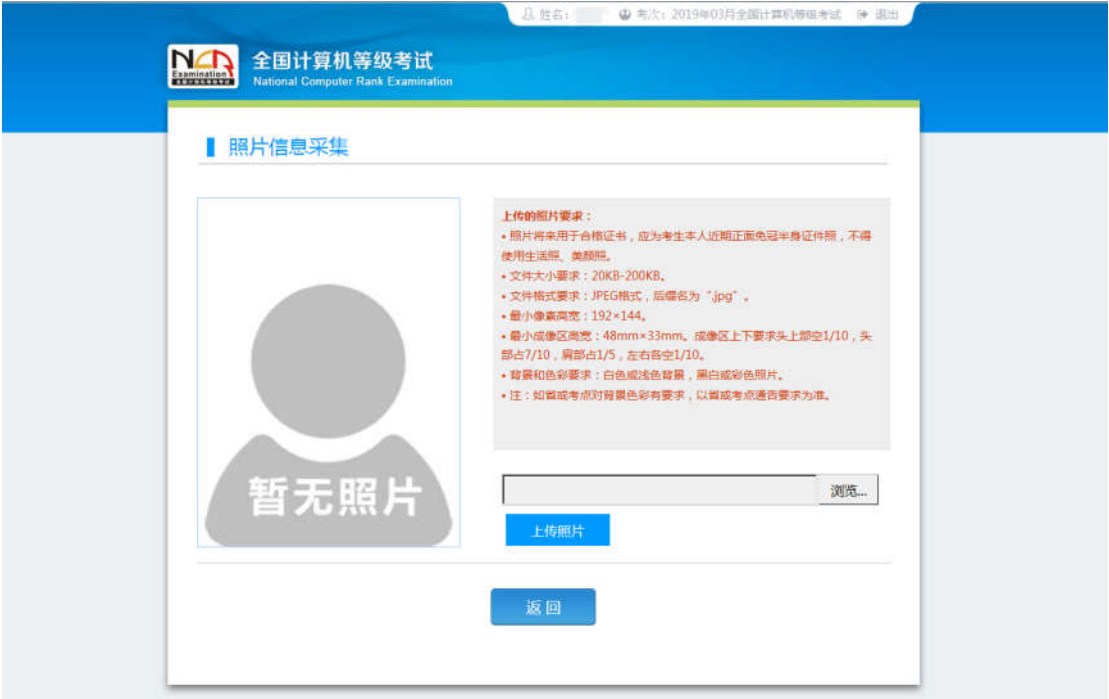 姓名：
考次：2019年03月全国计算机等级考试
退出
NCR
Examination
全国计算机等级考试
National Computer Rank Examination
照片信息采集
上传的照片要求：
• 照片将来用于合格证书，应为考生本人近期正面免冠半身证件照，不得
使用生活照、美颜照。
• 文件大小要求：20KB-200KB。
• 文件格式要求：JPEG格式，后缀名为“.jpg”。
• 最小像素高宽：192×144。
• 最小成像区高宽：48mm×33mm。成像区上下要求头上部空1/10，头
部占7/10，肩部占1/5，左右各空1/10。
• 背景和色彩要求：白色或浅色背景，黑白或彩色照片。
• 注：如省或考点对背景色彩有要求，以省或考点通告要求为准。
暂无照片
浏览...
上传照片
返回